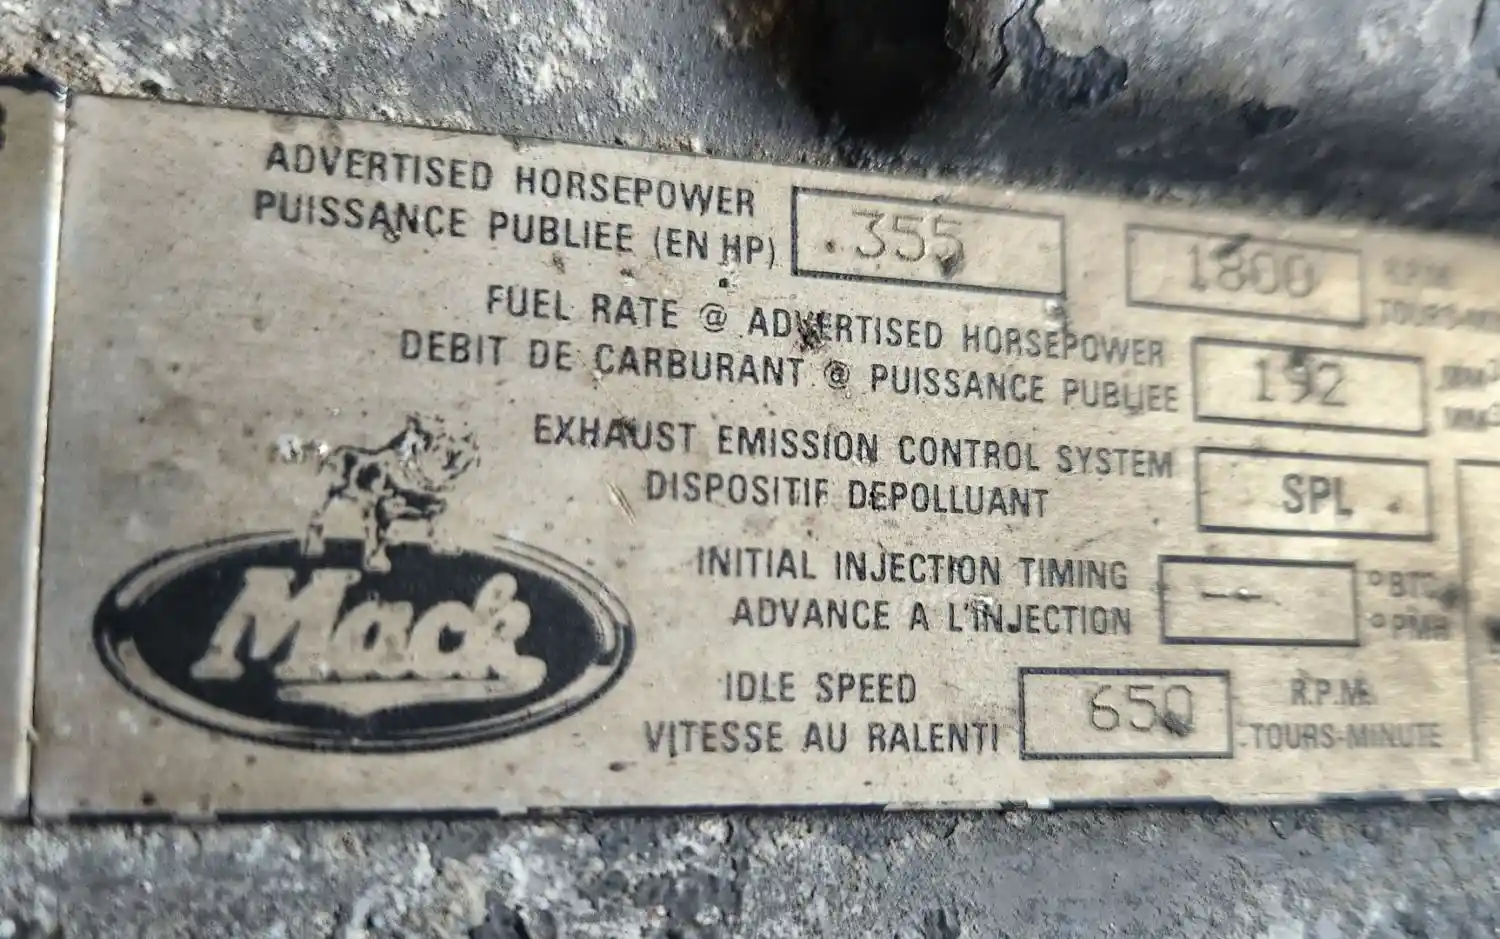 ADVERTISED HORSEPOWER 355 1800 R.P.M.
PUISSANCE PUBLIEE (EN HP)
FUEL RATE @ ADVERTISED HORSEPOWER 192
DEBIT DE CARBURANT @ PUISSANCE PUBLIEE
EXHAUST EMISSION CONTROL SYSTEM SPL
DISPOSITIF DEPOLLUANT
INITIAL INJECTION TIMING --
ADVANCE A L'INJECTION
IDLE SPEED 650 R.P.M.
VITESSE AU RALENTI TOURS-MINUTE
Mack